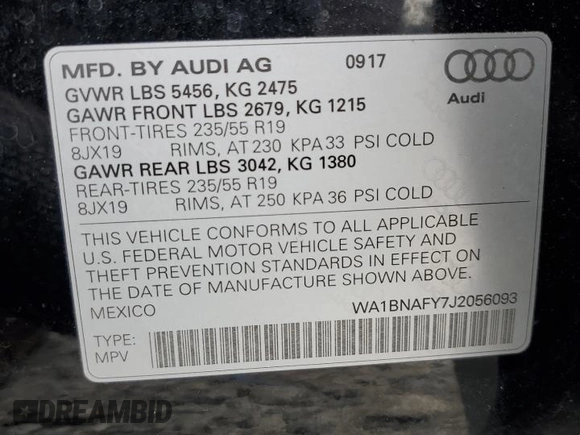 MFD. BY AUDI AG 0917
GVWR LBS 5456, KG 2475
GAWR FRONT LBS 2679, KG 1215
FRONT-TIRES 235/55 R19
8JX19 RIMS, AT 230 KPA 33 PSI COLD
GAWR REAR LBS 3042, KG 1380
REAR-TIRES 235/55 R19
8JX19 RIMS, AT 250 KPA 36 PSI COLD
Audi
THIS VEHICLE CONFORMS TO ALL APPLICABLE
U.S. FEDERAL MOTOR VEHICLE SAFETY AND
THEFT PREVENTION STANDARDS IN EFFECT ON
THE DATE OF MANUFACTURE SHOWN ABOVE.
MEXICO WA1BNAFY7J2056093
TYPE:
MPV
DREAMBID